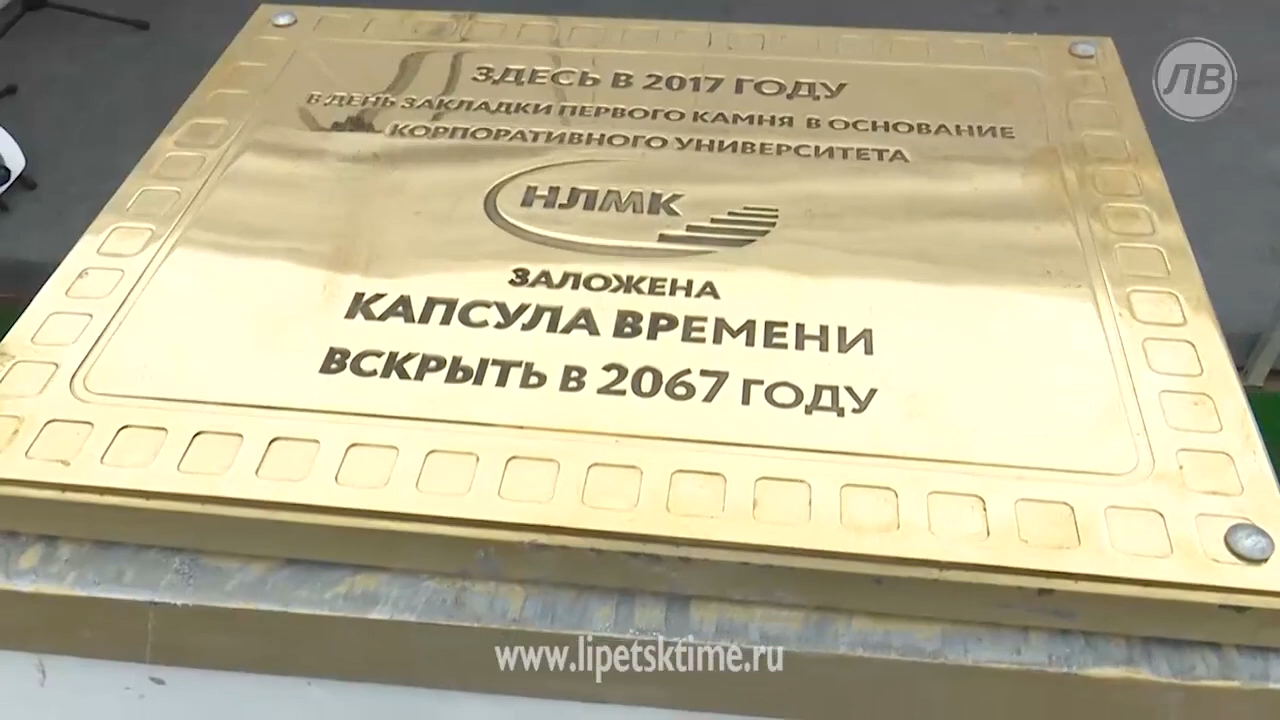 ЛВ
ЗДЕСЬ В 2017 ГОДУ
В ДЕНЬ ЗАКЛАДКИ ПЕРВОГО КАМНЯ В ОСНОВАНИЕ
КОРПОРАТИВНОГО УНИВЕРСИТЕТА
НЛМК
ЗАЛОЖЕНА
КАПСУЛА ВРЕМЕНИ
ВСКРЫТЬ В 2067 ГОДУ
www.lipetsktime.ru